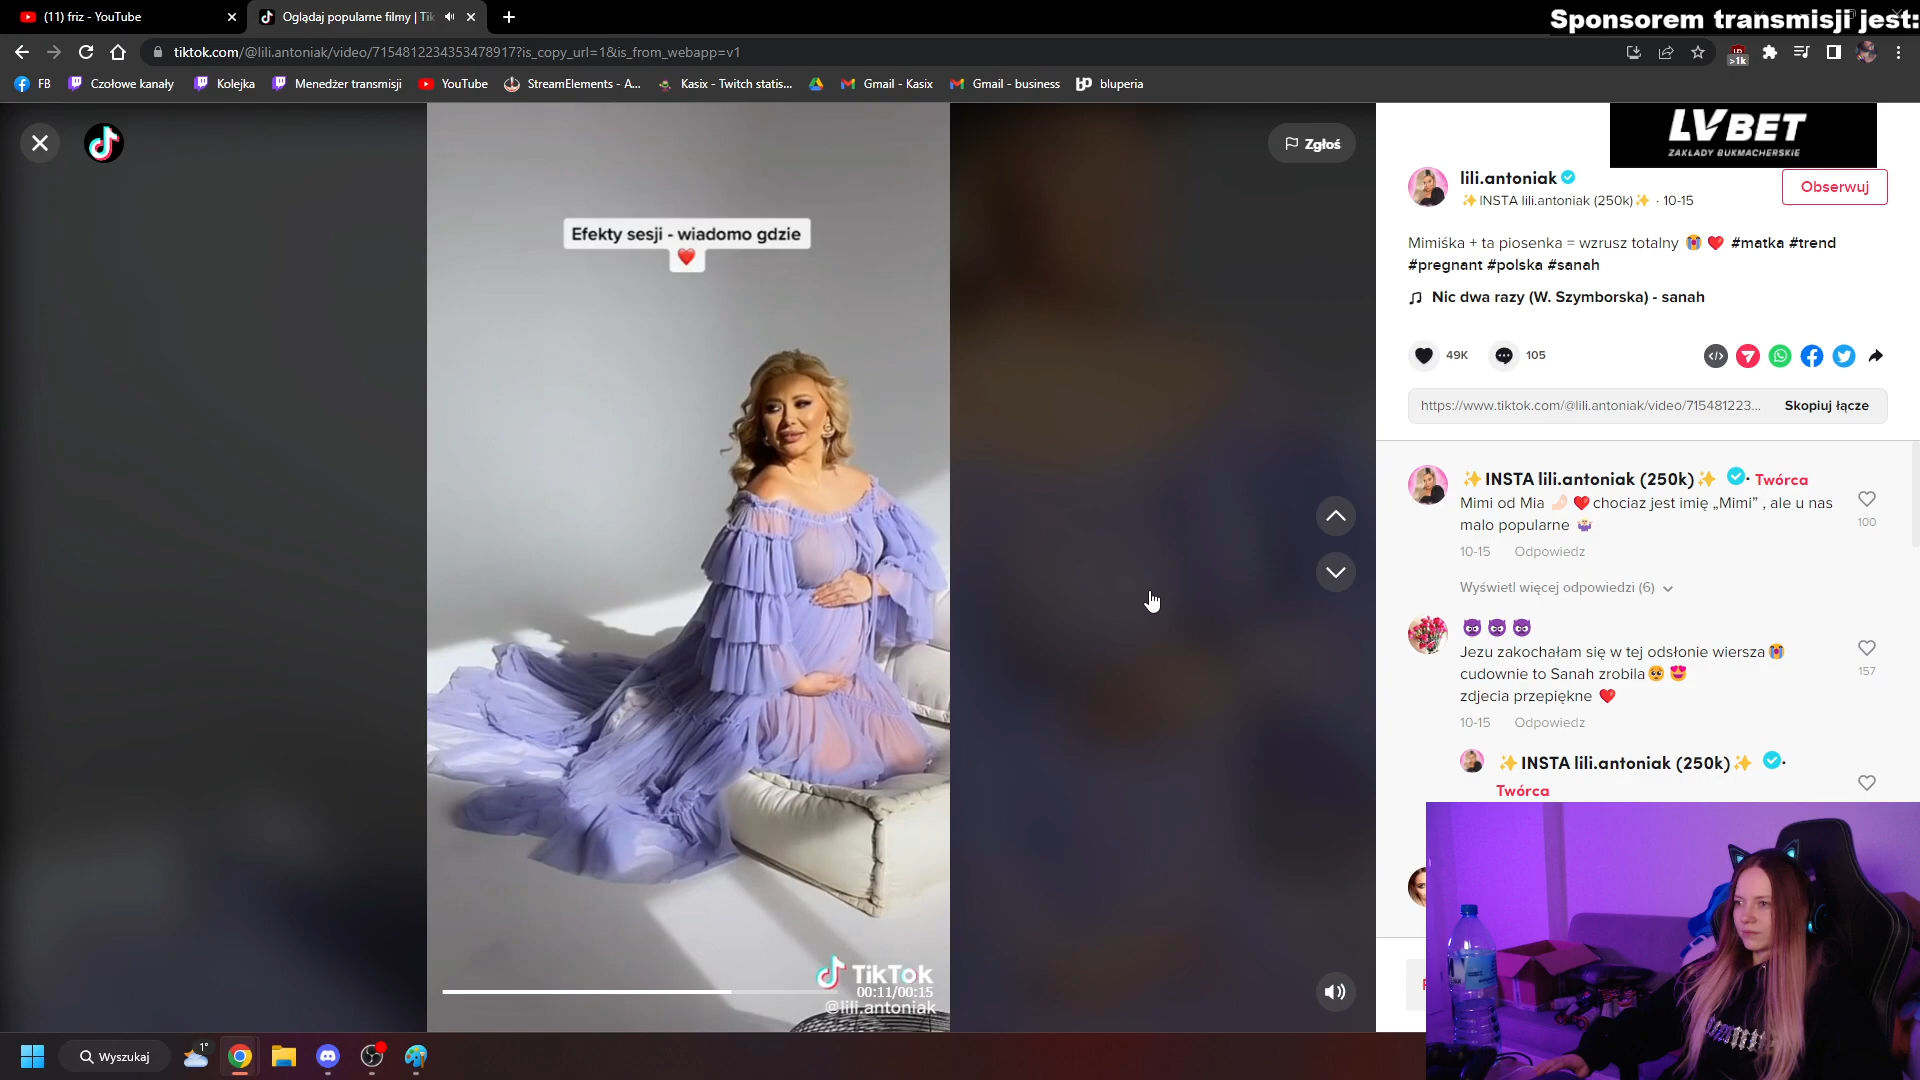 (11) friz - YouTube
Oglądaj popularne filmy | Tik
Sponsorem transmisji jest:
tiktok.com/@lili.antoniak/video/7154812234353478917?is_copy_url=1&is_from_webapp=v1
>1k
FB
Czołowe kanały
Kolejka
Menedżer transmisji
YouTube
StreamElements - A...
Kasix - Twitch statis...
Gmail - Kasix
Gmail - business
bluperia
Zgłoś
LVBET
ZAKŁADY BUKMACHERSKIE
Efekty sesji - wiadomo gdzie
❤️
lili.antoniak
✨INSTA lili.antoniak (250k)✨ · 10-15
Obserwuj
Mimiśka + ta piosenka = wzrusz totalny 😭 ❤️ #matka #trend
#pregnant #polska #sanah
Nic dwa razy (W. Szymborska) - sanah
49K
105
https://www.tiktok.com/@lili.antoniak/video/715481223...
Skopiuj łącze
✨INSTA lili.antoniak (250k)✨ · Twórca
Mimi od Mia 🤌🏻 ❤️ chociaz jest imię „Mimi” , ale u nas
malo popularne 🤷‍♀️
100
10-15 Odpowiedz
Wyświetl więcej odpowiedzi (6)
😈 😈 😈
Jezu zakochałam się w tej odsłonie wiersza😭
cudownie to Sanah zrobila🥺 😍
zdjecia przepiękne ❤️
157
10-15 Odpowiedz
✨INSTA lili.antoniak (250k)✨ ·
Twórca
TikTok
00:11/00:15
@lili.antoniak
Wyszukaj
1°